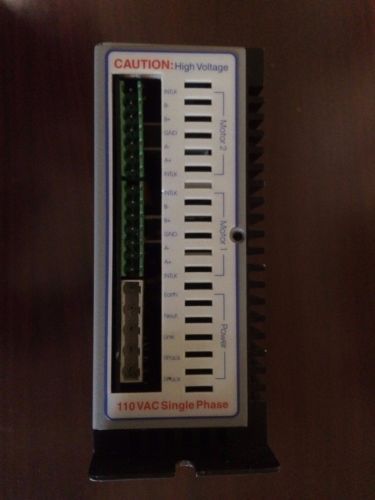 CAUTION: High Voltage
INTLK
B-
B+
GND
A-
A+
INTLK
Motor 2
INTLK
B-
B+
GND
A-
A+
INTLK
Motor 1
Earth
Neut.
Line
Power
110 VAC Single Phase